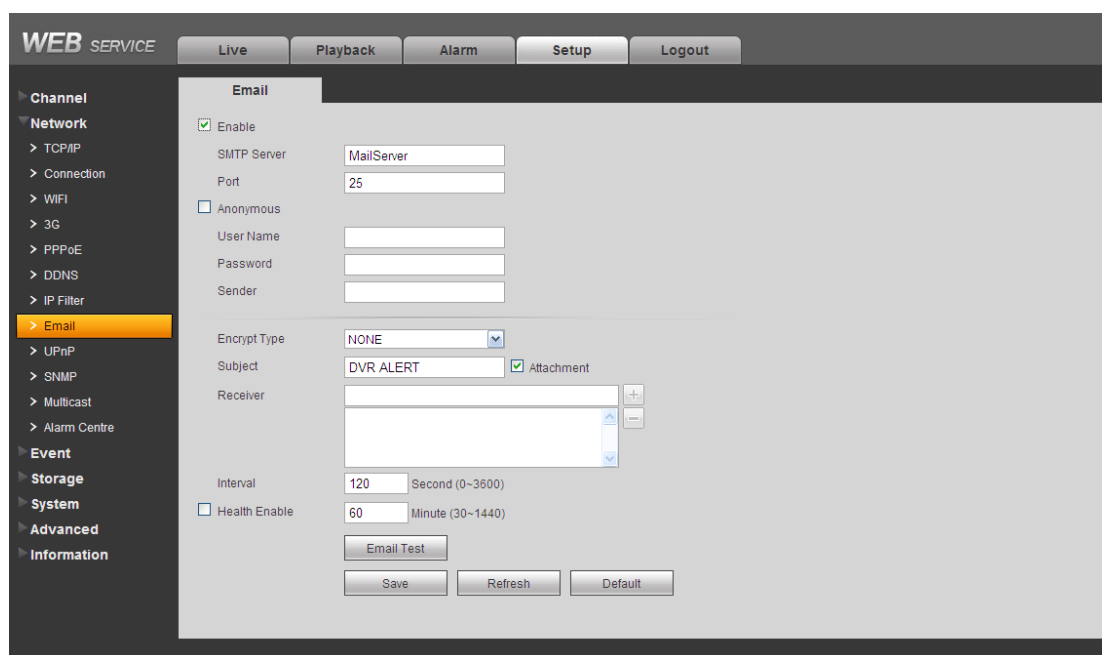 WEB SERVICE
Live Playback Alarm Setup Logout
Channel
Network
> TCP/IP
> Connection
> WIFI
> 3G
> PPPoE
> DDNS
> IP Filter
> Email
> UPnP
> SNMP
> Multicast
> Alarm Centre
Event
Storage
System
Advanced
Information
Email
Enable
SMTP Server MailServer
Port 25
Anonymous
User Name
Password
Sender
Encrypt Type NONE
Subject DVR ALERT Attachment
Receiver
Interval 120 Second (0~3600)
Health Enable 60 Minute (30~1440)
Email Test
Save Refresh Default